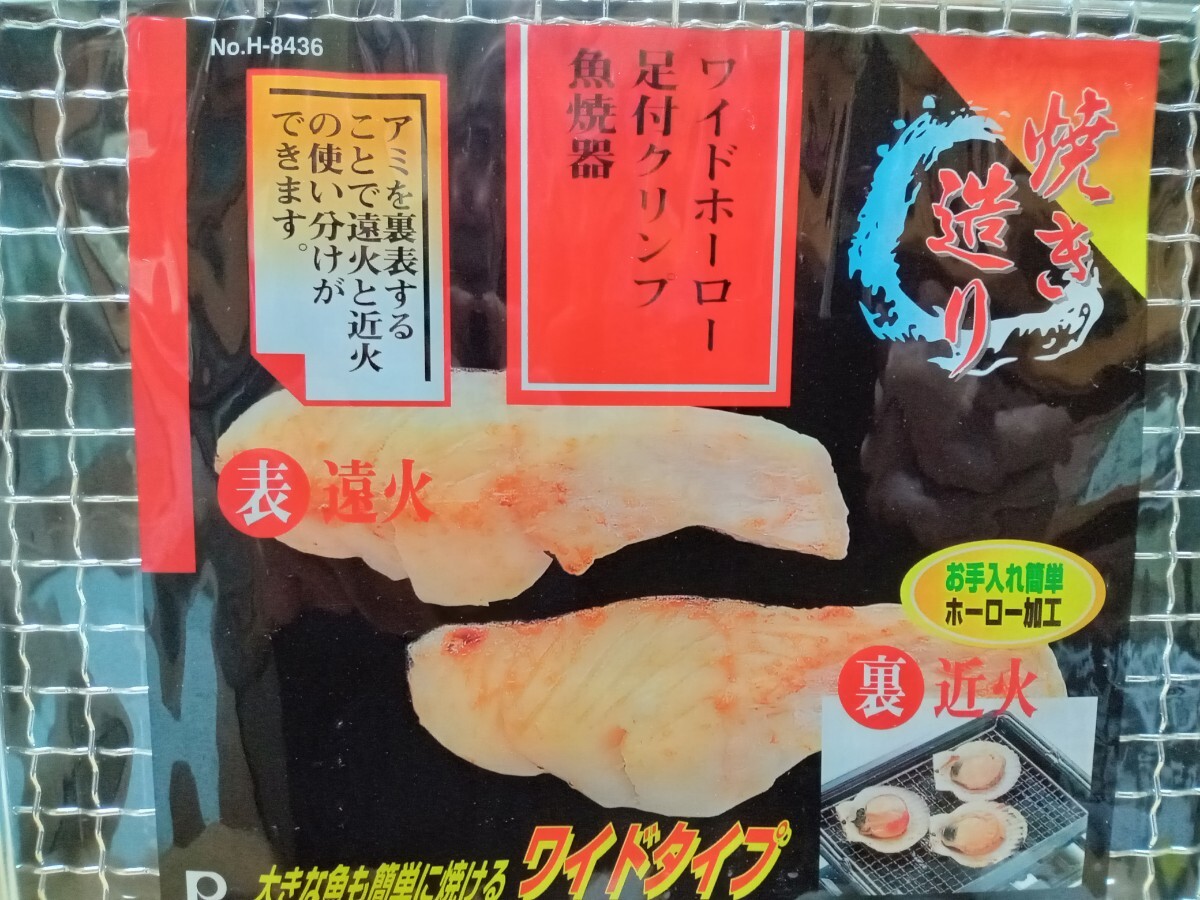 No.H-8436
アミを裏表する
ことで遠火と近火
の使い分けが
できます。
ワイドホーロー
足付クリンプ
魚焼器
焼き
造り
表 遠火
お手入れ簡単
ホーロー加工
裏 近火
大きな魚も簡単に焼ける ワイドタイプ